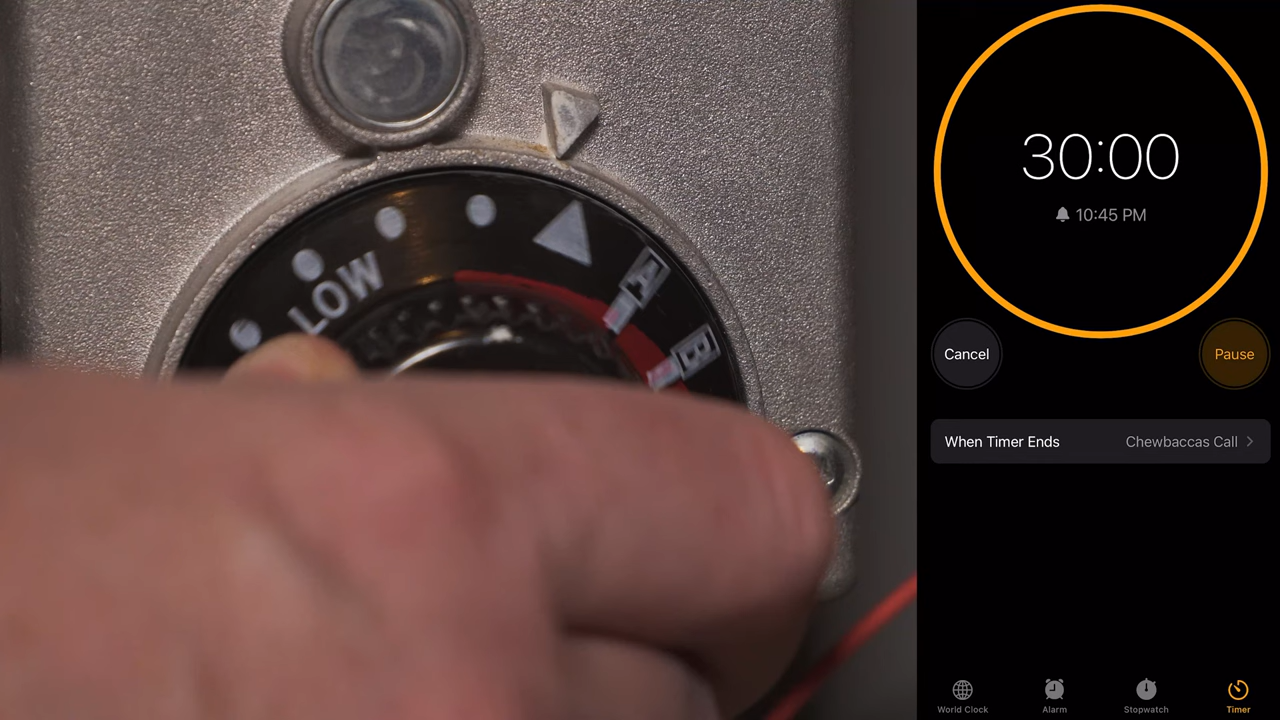 LOW
A
B
30:00
10:45 PM
Cancel
Pause
When Timer Ends
Chewbaccas Call
World Clock
Alarm
Stopwatch
Timer